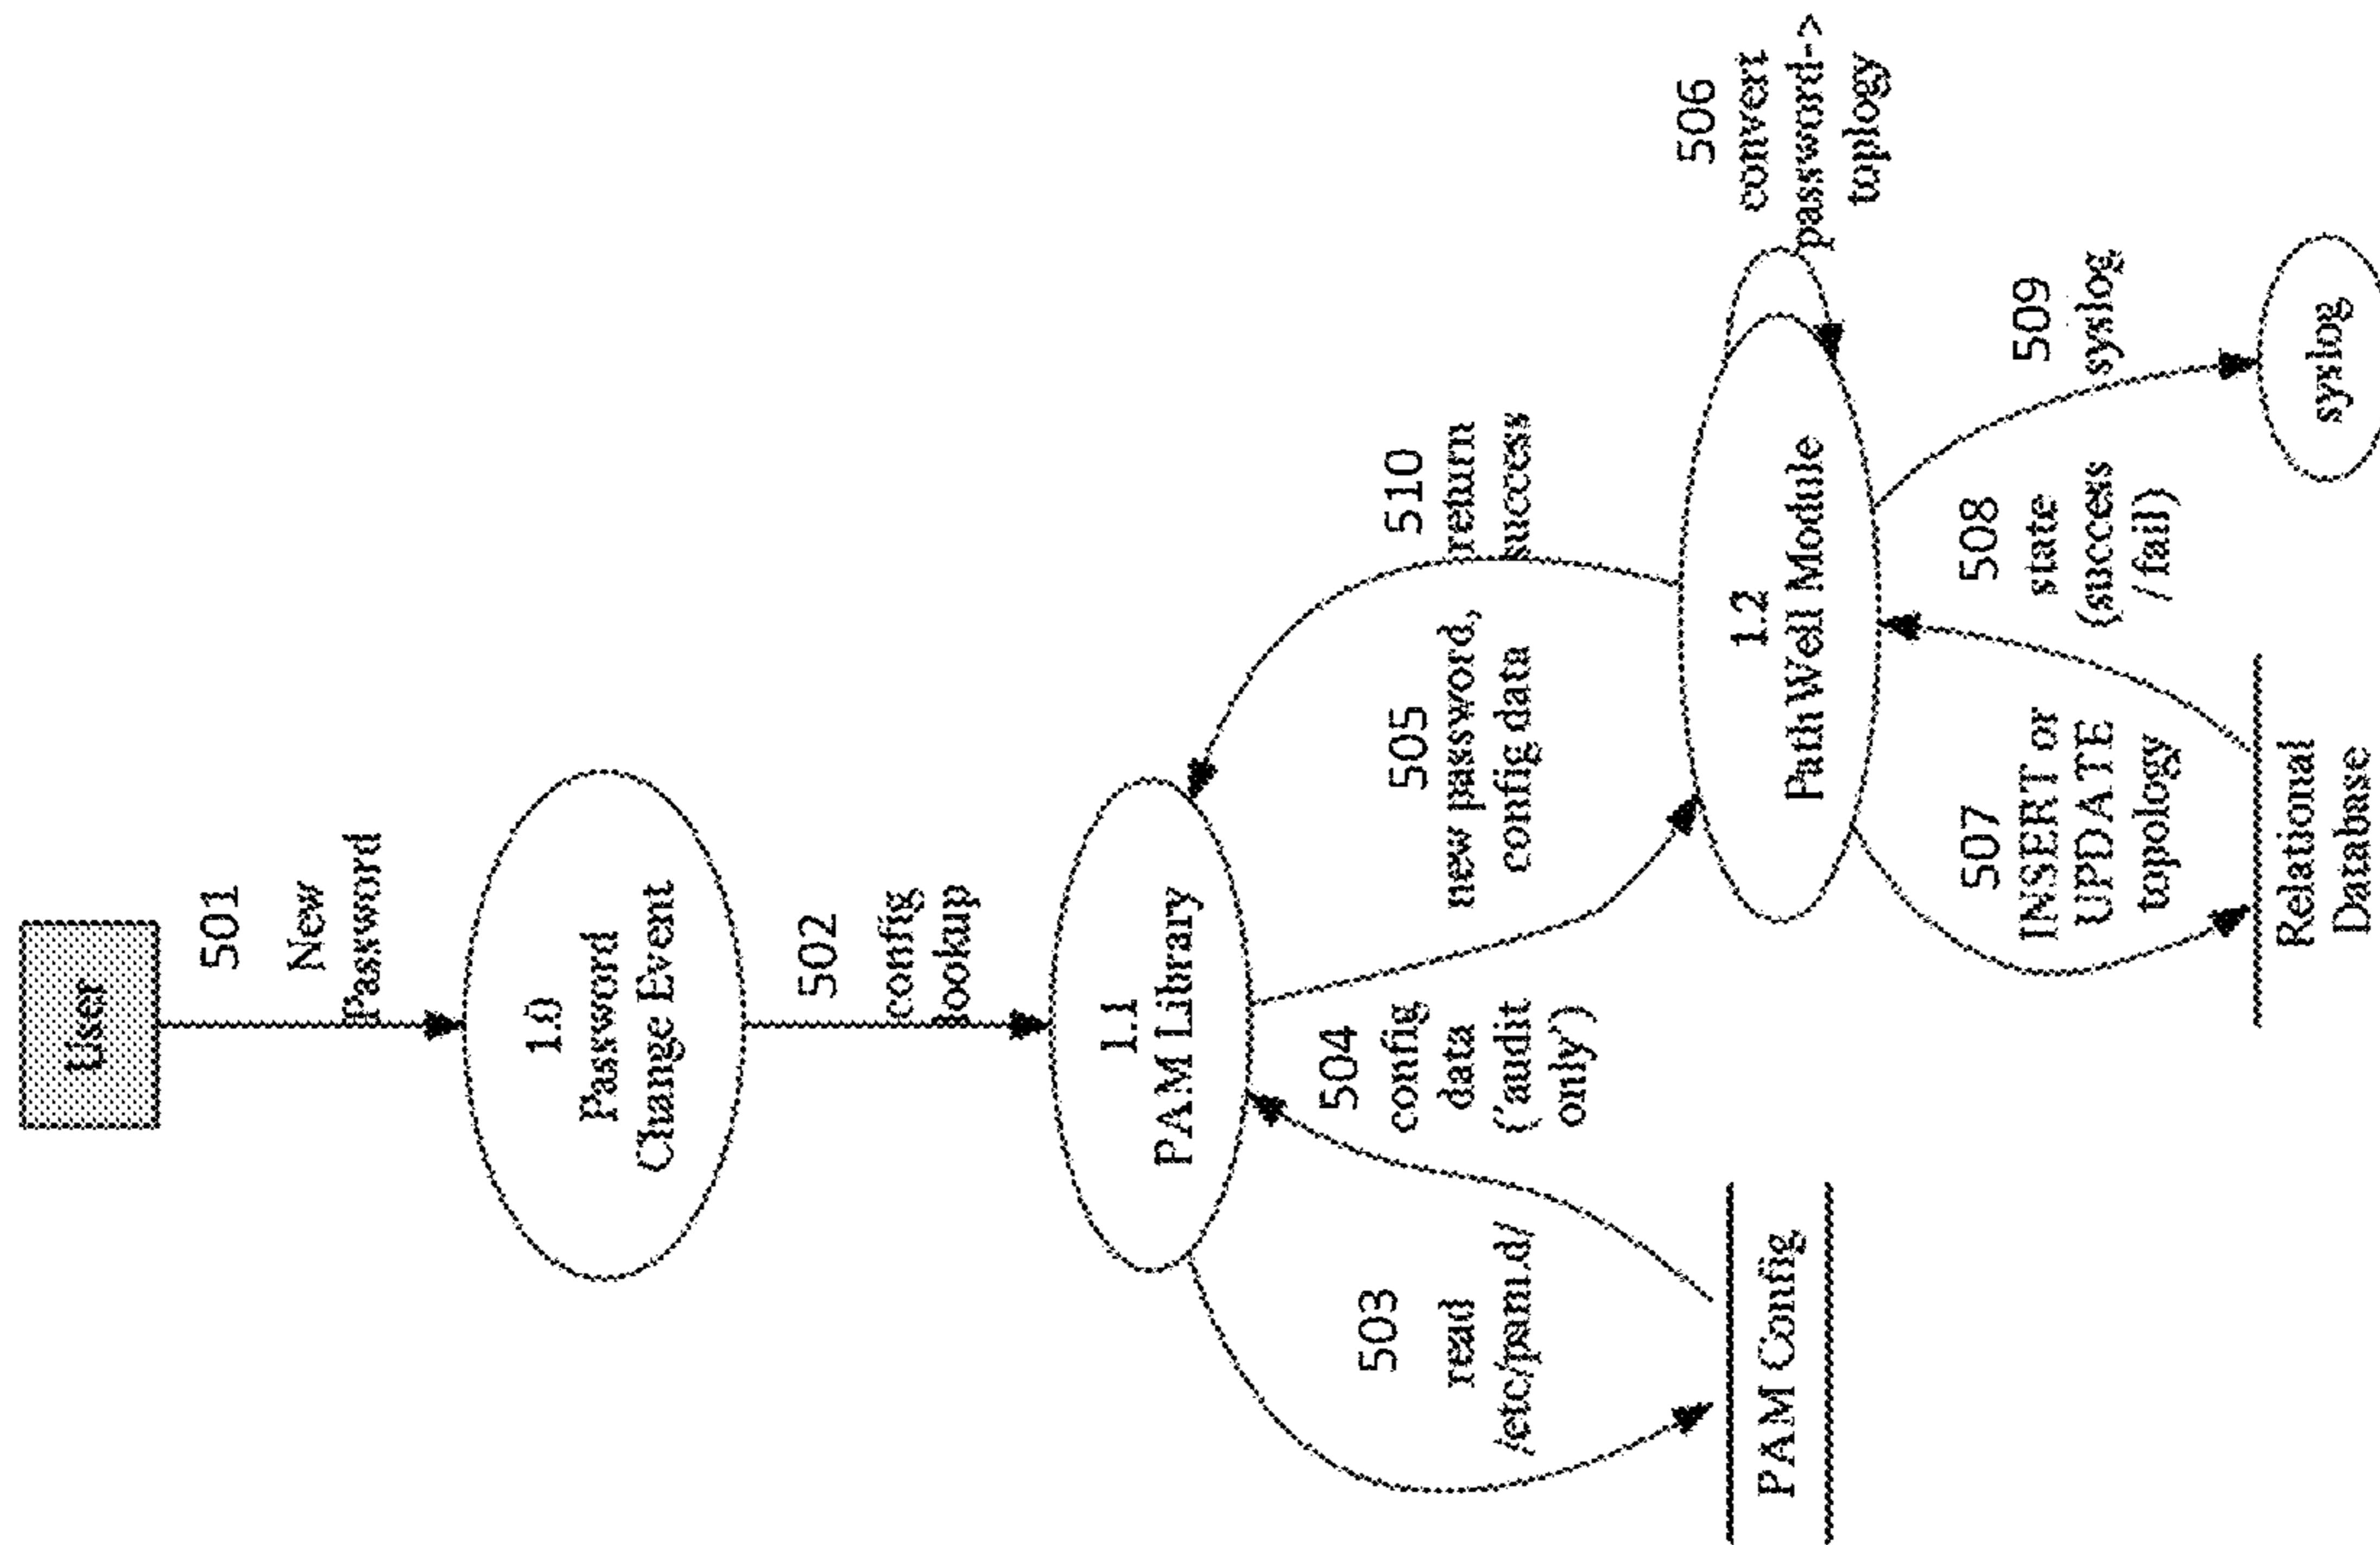 User
501
New
Password
1.0
Password
Change Event
502
config
lookup
1.1
PAM Library
503
read
/etc/pam.d/
504
config
data
('audit
only')
PAM Config
505
new password,
config data
510
return
success
1.2
PathWell Module
506
convert
password->
toplogy
507
INSERT or
UPDATE
topology
508
state
(success
/ fail)
509
syslog
Relational
Database
syslog